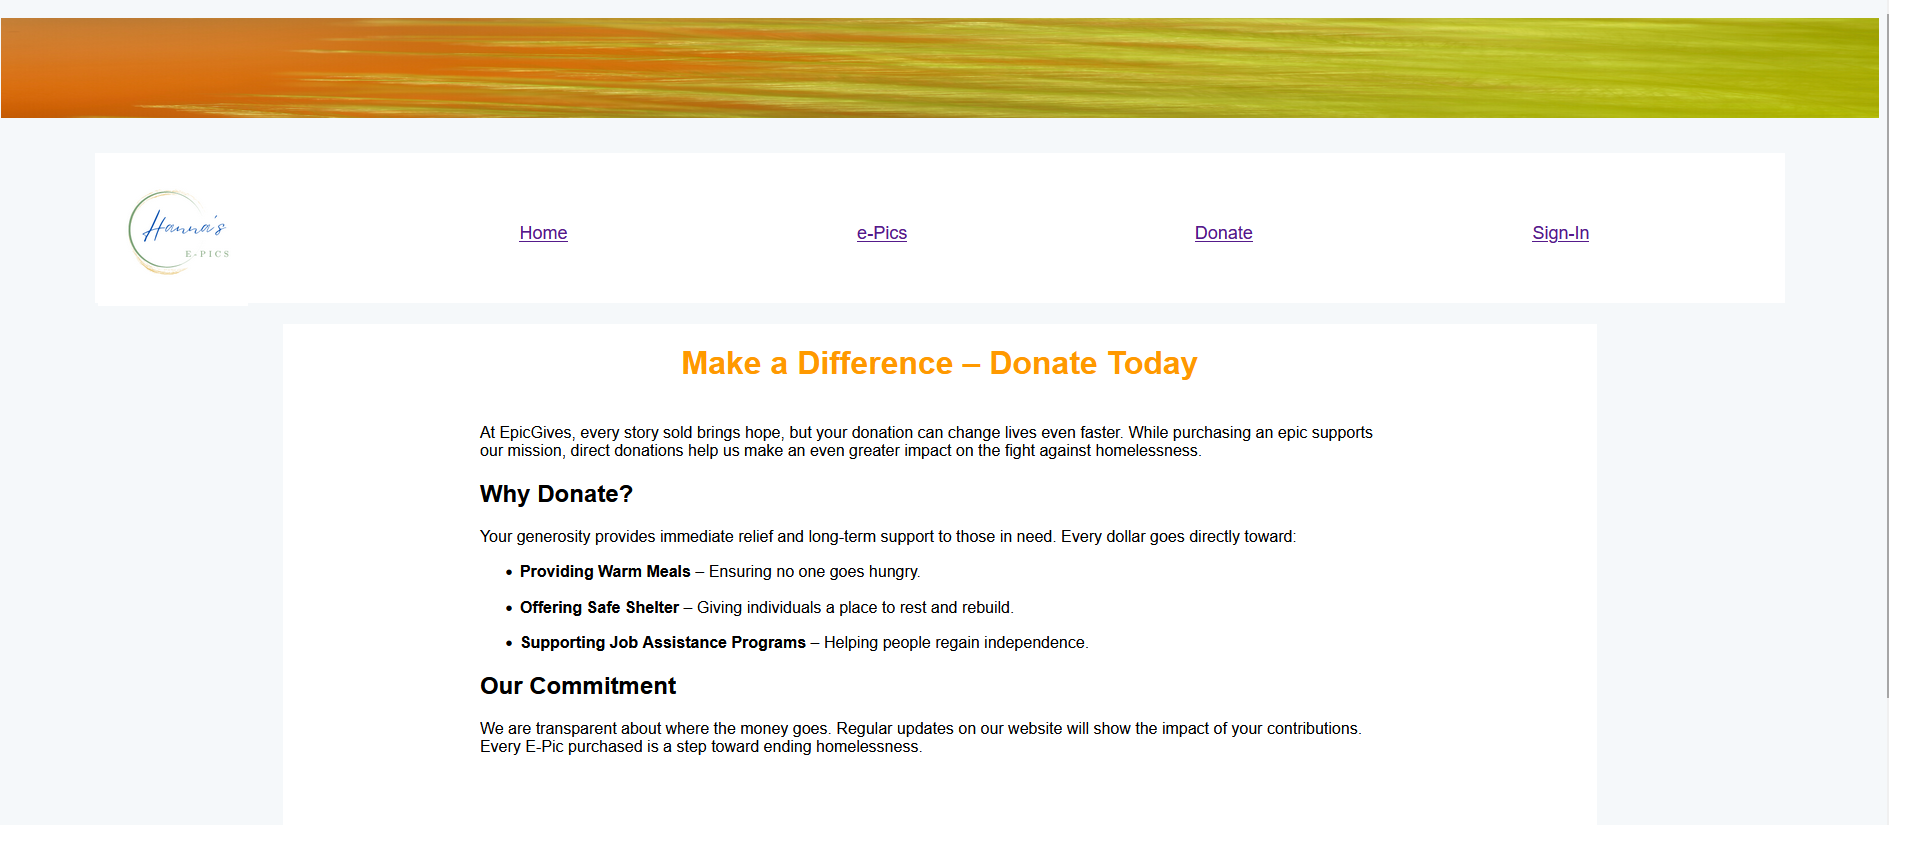 Hanna's
E-PICS
Home
e-Pics
Donate
Sign-In
Make a Difference – Donate Today
At EpicGives, every story sold brings hope, but your donation can change lives even faster. While purchasing an epic supports
our mission, direct donations help us make an even greater impact on the fight against homelessness.
Why Donate?
Your generosity provides immediate relief and long-term support to those in need. Every dollar goes directly toward:
• Providing Warm Meals – Ensuring no one goes hungry.
• Offering Safe Shelter – Giving individuals a place to rest and rebuild.
• Supporting Job Assistance Programs – Helping people regain independence.
Our Commitment
We are transparent about where the money goes. Regular updates on our website will show the impact of your contributions.
Every E-Pic purchased is a step toward ending homelessness.